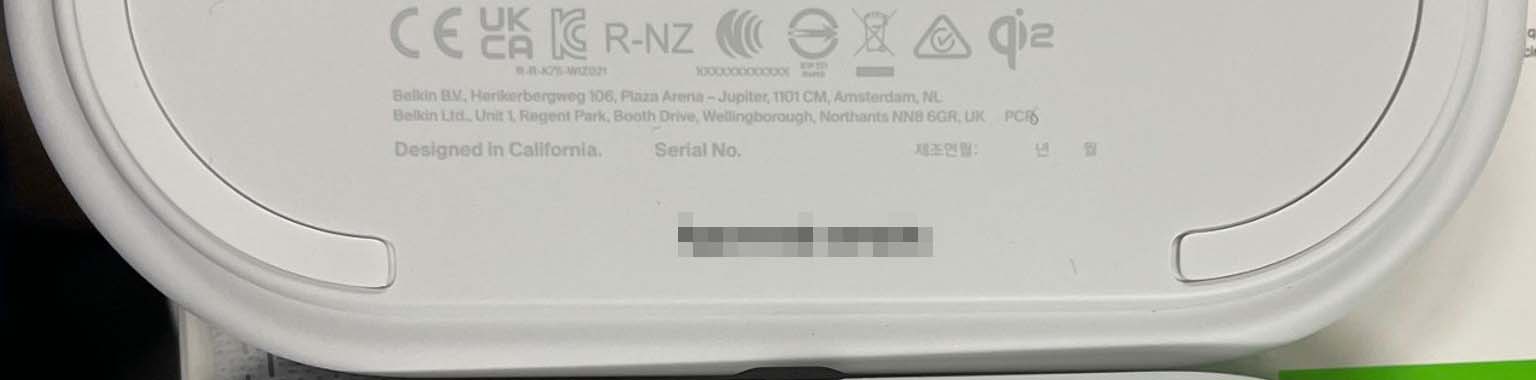 CE UK CA R-NZ qi2
R-R-K7S-WIZ021 XXXXXXXXXXXX
Belkin B.V., Herikerbergweg 106, Plaza Arena – Jupiter, 1101 CM, Amsterdam, NL
Belkin Ltd., Unit 1, Regent Park, Booth Drive, Wellingborough, Northants NN8 6GR, UK PCR6
Designed in California. Serial No. 제조연월: 년 월